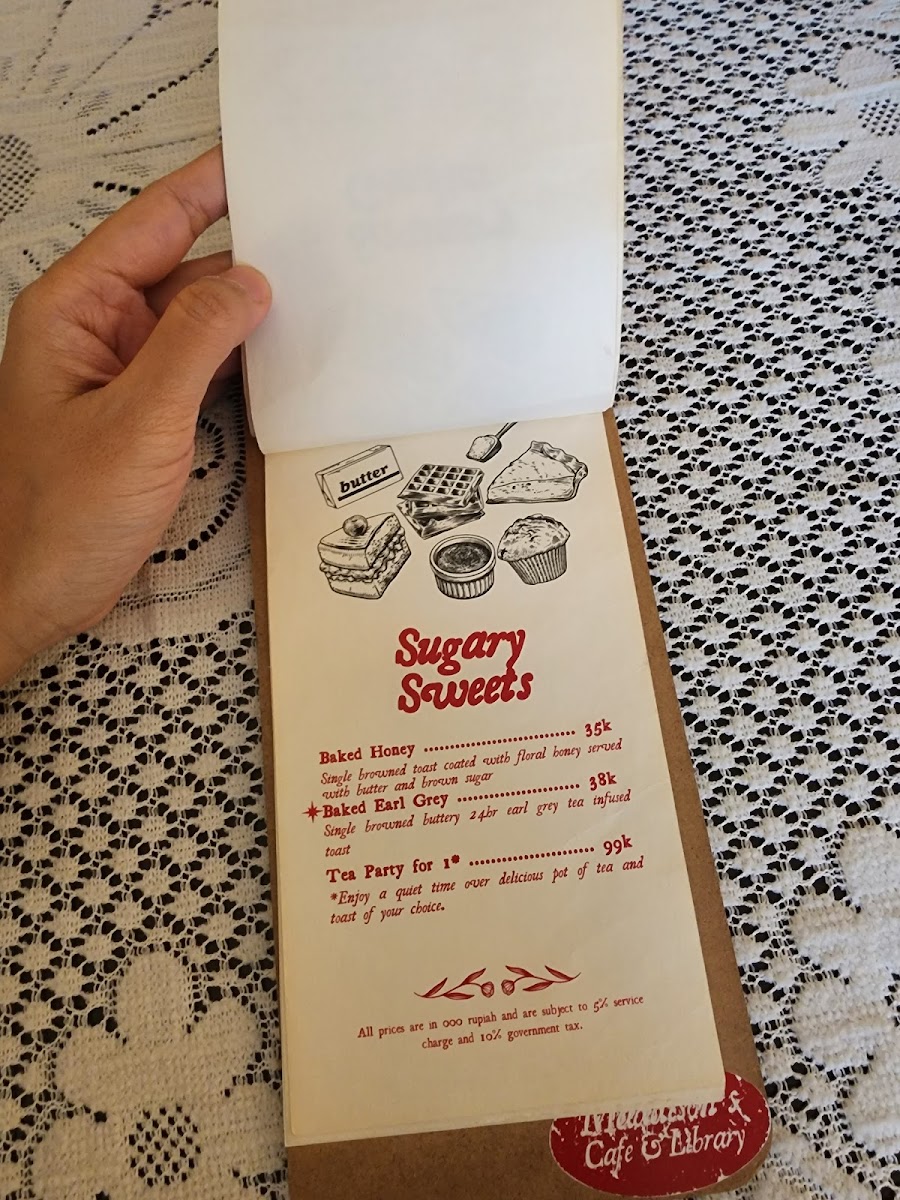 butter
Sugary
Sweets
Baked Honey ............................ 35k
Single browned toast coated with floral honey served
with butter and brown sugar
✴Baked Earl Grey ...................... 38k
Single browned buttery 24hr earl grey tea infused
toast
Tea Party for 1* ....................... 99k
*Enjoy a quiet time over delicious pot of tea and
toast of your choice.
All prices are in 000 rupiah and are subject to 5% service
charge and 10% government tax.
Cafe & Library